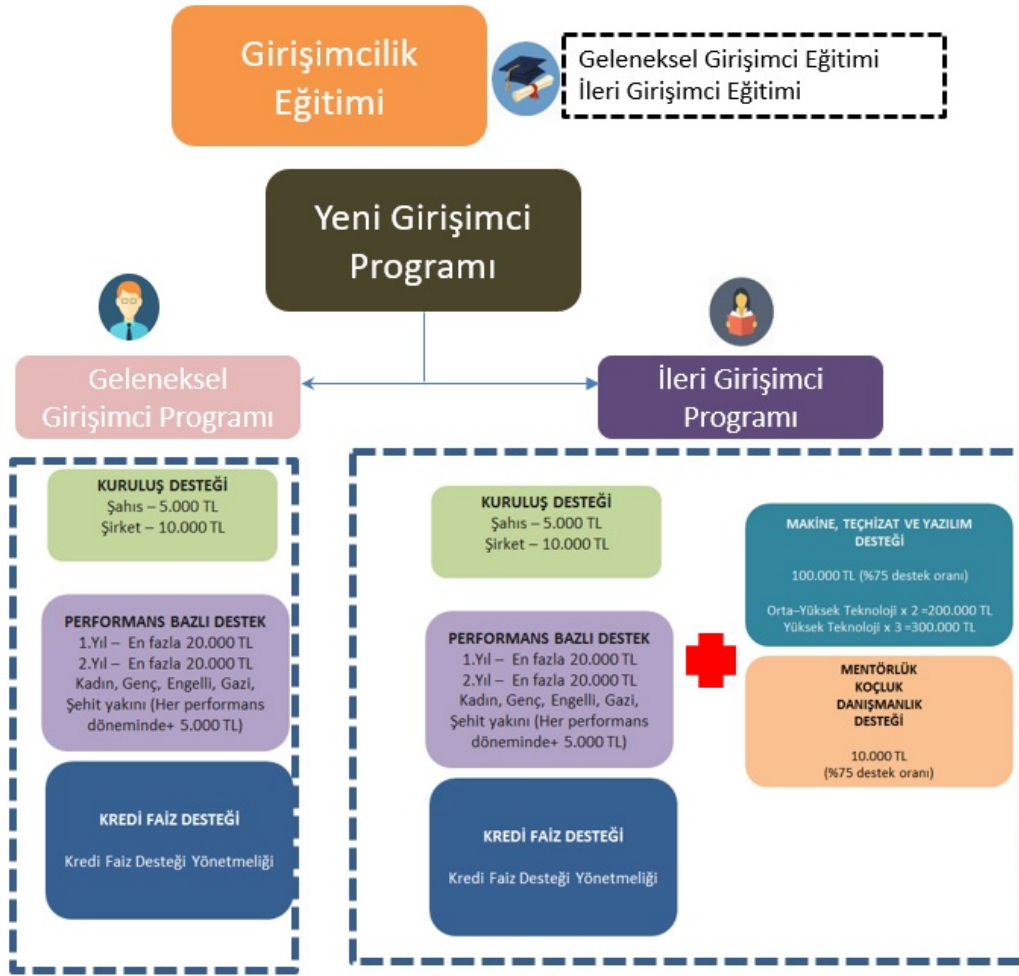 Girişimcilik
Eğitimi
Geleneksel Girişimci Eğitimi
İleri Girişimci Eğitimi
Yeni Girişimci
Programı
Geleneksel
Girişimci Programı
İleri Girişimci
Programı
KURULUŞ DESTEĞİ
Şahıs – 5.000 TL
Şirket – 10.000 TL
PERFORMANS BAZLI DESTEK
1.Yıl – En fazla 20.000 TL
2.Yıl – En fazla 20.000 TL
Kadın, Genç, Engelli, Gazi,
Şehit yakını (Her performans
döneminde+ 5.000 TL)
KREDİ FAİZ DESTEĞİ
Kredi Faiz Desteği Yönetmeliği
KURULUŞ DESTEĞİ
Şahıs – 5.000 TL
Şirket – 10.000 TL
PERFORMANS BAZLI DESTEK
1.Yıl – En fazla 20.000 TL
2.Yıl – En fazla 20.000 TL
Kadın, Genç, Engelli, Gazi,
Şehit yakını (Her performans
döneminde+ 5.000 TL)
KREDİ FAİZ DESTEĞİ
Kredi Faiz Desteği Yönetmeliği
MAKİNE, TEÇHİZAT VE YAZILIM
DESTEĞİ
100.000 TL (%75 destek oranı)
Orta–Yüksek Teknoloji x 2 =200.000 TL
Yüksek Teknoloji x 3 =300.000 TL
MENTÖRLÜK
KOÇLUK
DANIŞMANLIK
DESTEĞİ
10.000 TL
(%75 destek oranı)